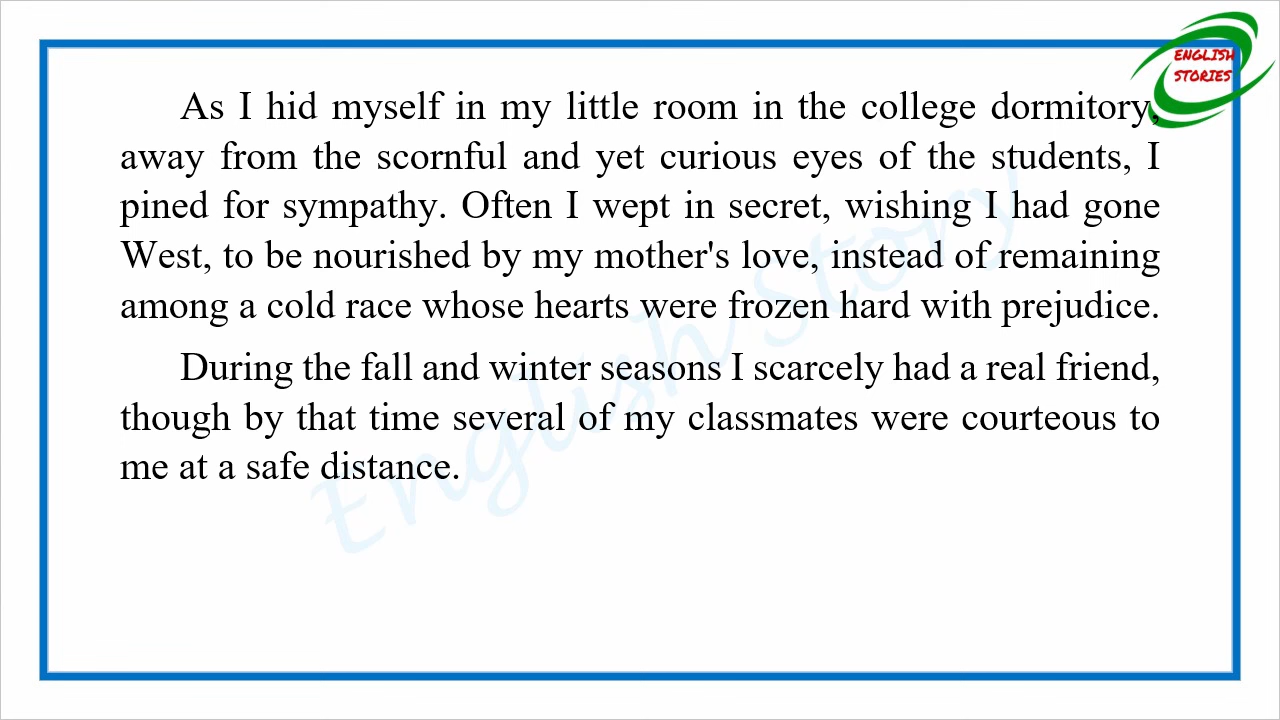 ENGLISH
STORIES
As I hid myself in my little room in the college dormitory,
away from the scornful and yet curious eyes of the students, I
pined for sympathy. Often I wept in secret, wishing I had gone
West, to be nourished by my mother's love, instead of remaining
among a cold race whose hearts were frozen hard with prejudice.
During the fall and winter seasons I scarcely had a real friend,
though by that time several of my classmates were courteous to
me at a safe distance.
English Story